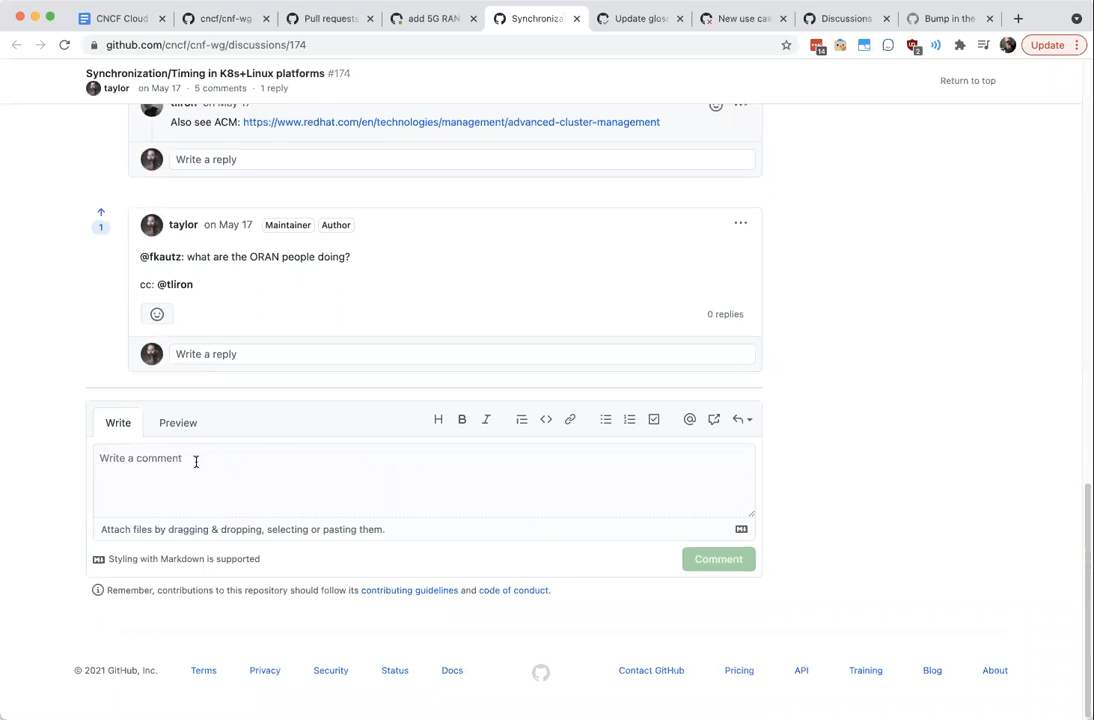 CNCF Cloud
cncf/cnf-wg
Pull requests
add 5G RAN
Synchroniza
Update glos
New use cas
Discussions
Bump in the
github.com/cncf/cnf-wg/discussions/174
14
2
Update
Synchronization/Timing in K8s+Linux platforms #174
taylor on May 17 · 5 comments · 1 reply
Return to top
tliron on May 17
Also see ACM: https://www.redhat.com/en/technologies/management/advanced-cluster-management
Write a reply
1
taylor on May 17 Maintainer Author
@fkautz: what are the ORAN people doing?
cc: @tliron
0 replies
Write a reply
Write Preview
Write a comment
Attach files by dragging & dropping, selecting or pasting them.
Styling with Markdown is supported
Comment
Remember, contributions to this repository should follow its contributing guidelines and code of conduct.
© 2021 GitHub, Inc. Terms Privacy Security Status Docs Contact GitHub Pricing API Training Blog About